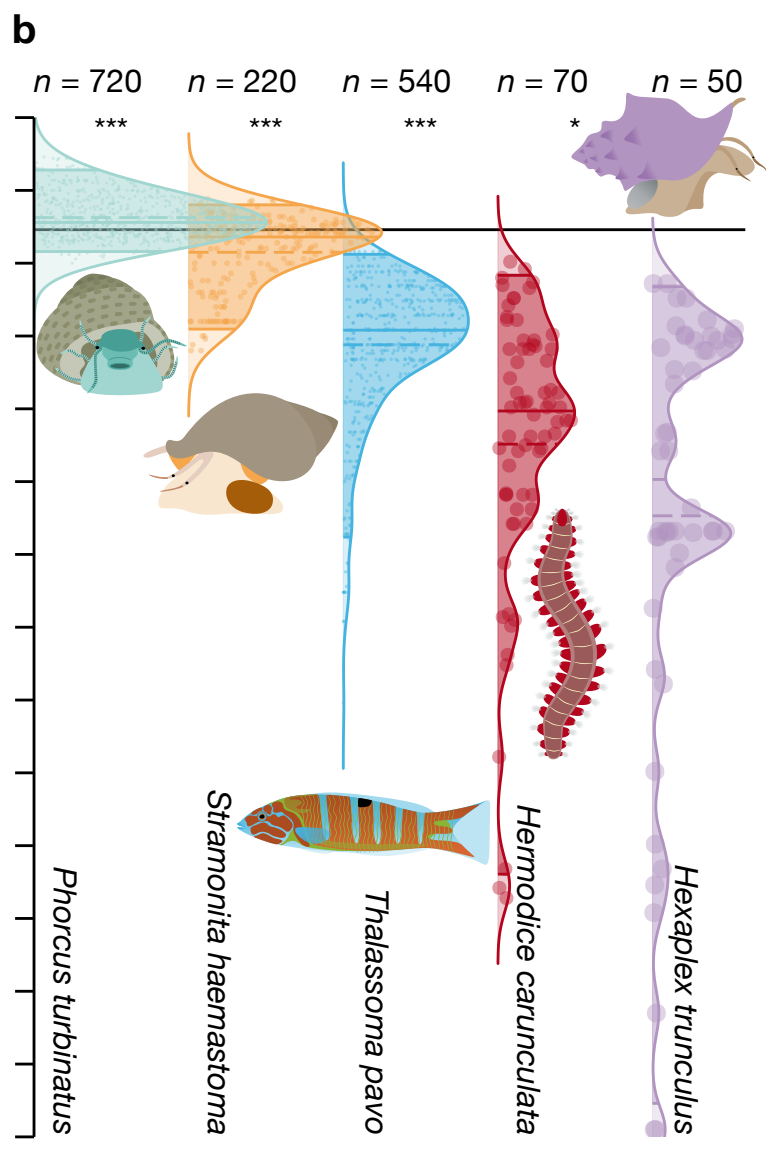 b
n = 720
n = 220
n = 540
n = 70
n = 50
***
***
***
*
Phorcus turbinatus
Stramonita haemastoma
Thalassoma pavo
Hermodice carunculata
Hexaplex trunculus